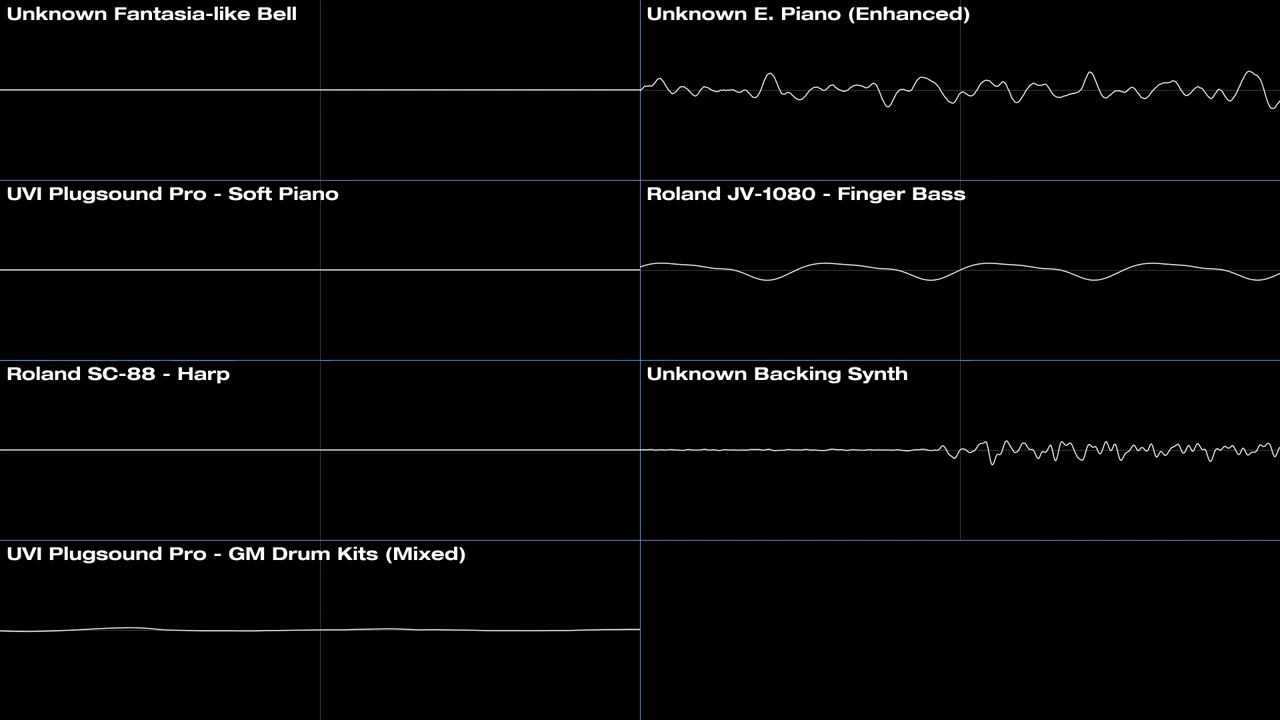 Unknown Fantasia-like Bell
Unknown E. Piano (Enhanced)
UVI Plugsound Pro - Soft Piano
Roland JV-1080 - Finger Bass
Roland SC-88 - Harp
Unknown Backing Synth
UVI Plugsound Pro - GM Drum Kits (Mixed)